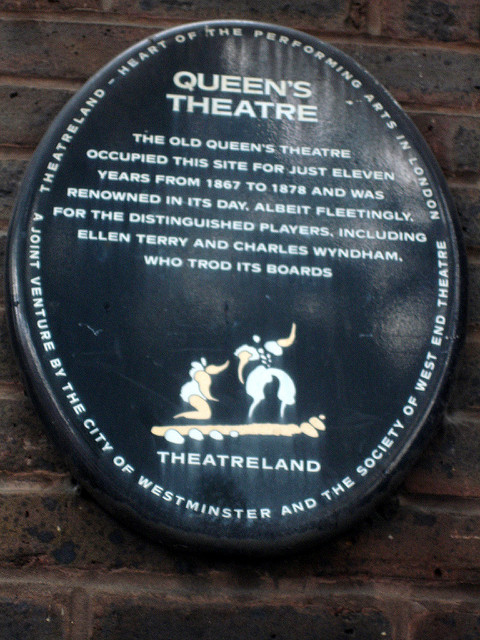 THEATRELAND - HEART OF THE PERFORMING ARTS IN LONDON
QUEEN'S
THEATRE
THE OLD QUEEN'S THEATRE
OCCUPIED THIS SITE FOR JUST ELEVEN
YEARS FROM 1867 TO 1878 AND WAS
RENOWNED IN ITS DAY, ALBEIT FLEETINGLY,
FOR THE DISTINGUISHED PLAYERS, INCLUDING
ELLEN TERRY AND CHARLES WYNDHAM,
WHO TROD ITS BOARDS
THEATRELAND
A JOINT VENTURE BY THE CITY OF WESTMINSTER AND THE SOCIETY OF WEST END THEATRE